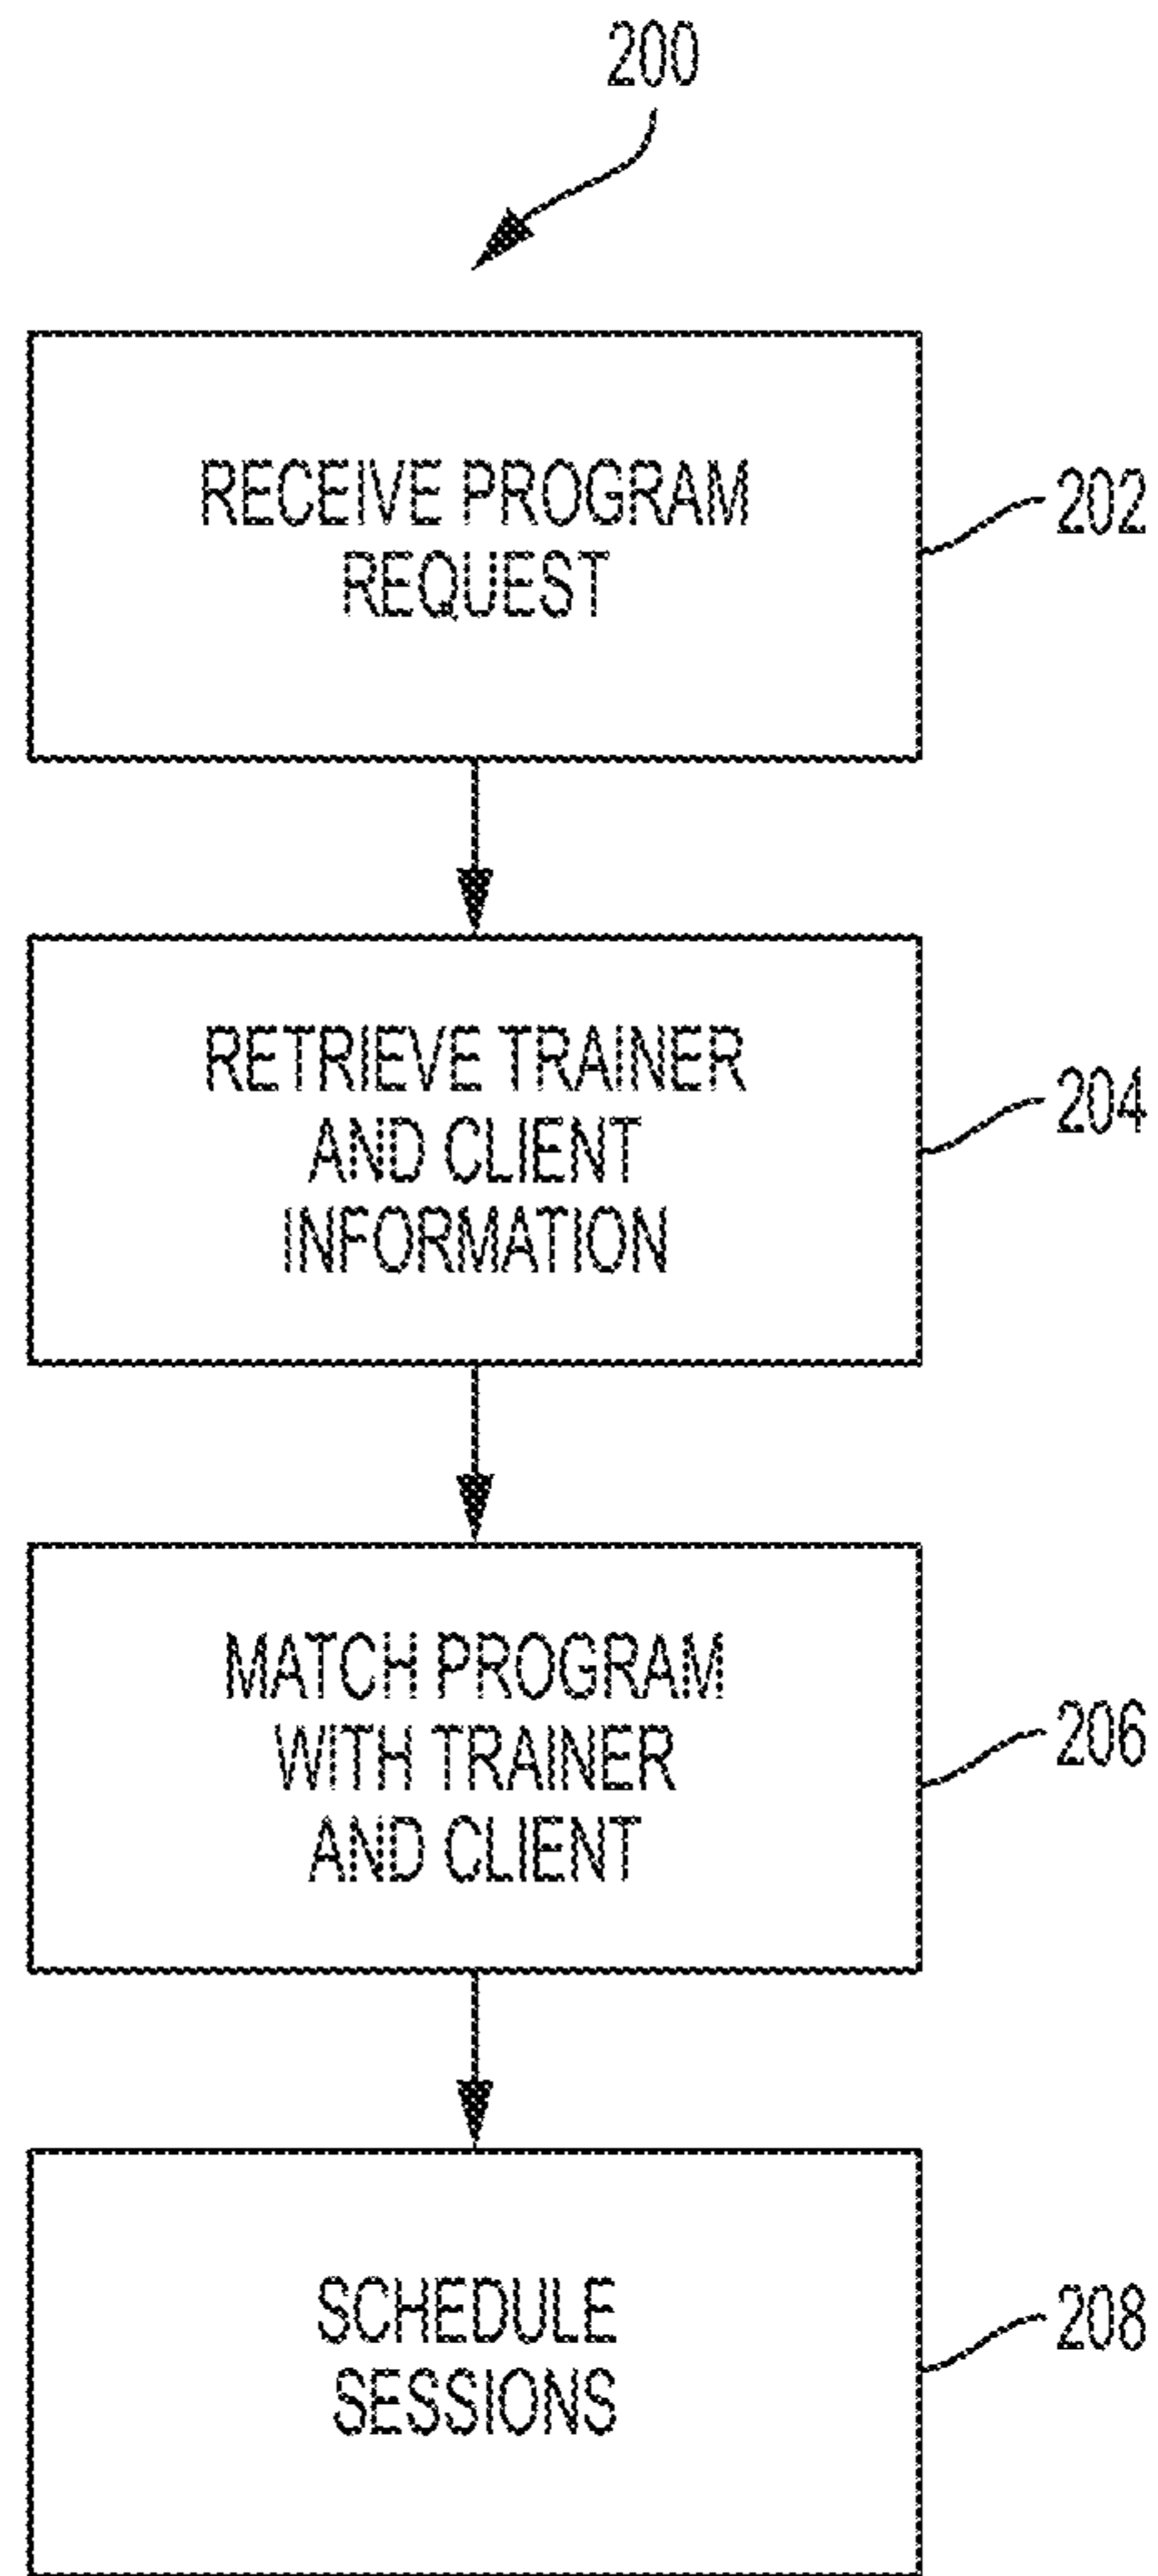 200
RECEIVE PROGRAM
REQUEST
202
RETRIEVE TRAINER
AND CLIENT
INFORMATION
204
MATCH PROGRAM
WITH TRAINER
AND CLIENT
206
SCHEDULE
SESSIONS
208